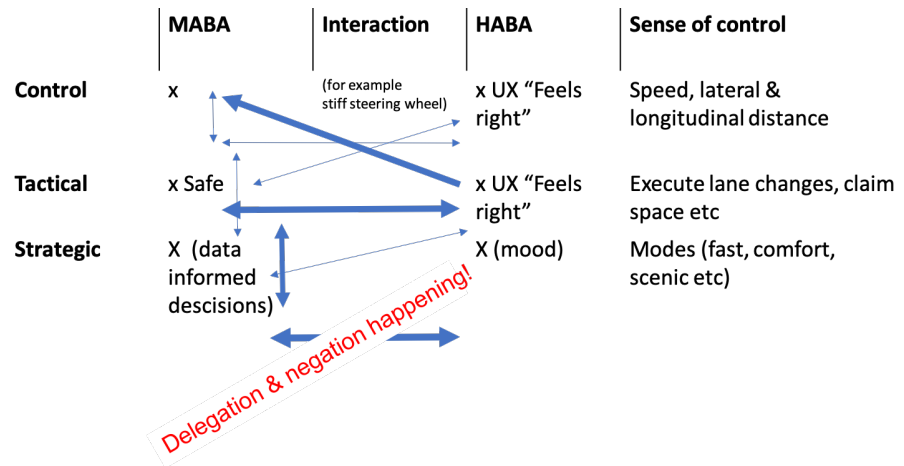 MABA
Interaction
HABA
Sense of control
Control
x
(for example
stiff steering wheel)
x UX “Feels
right”
Speed, lateral &
longitudinal distance
Tactical
x Safe
x UX “Feels
right”
Execute lane changes, claim
space etc
Strategic
X (data
informed
descisions)
X (mood)
Modes (fast, comfort,
scenic etc)
Delegation & negation happening!